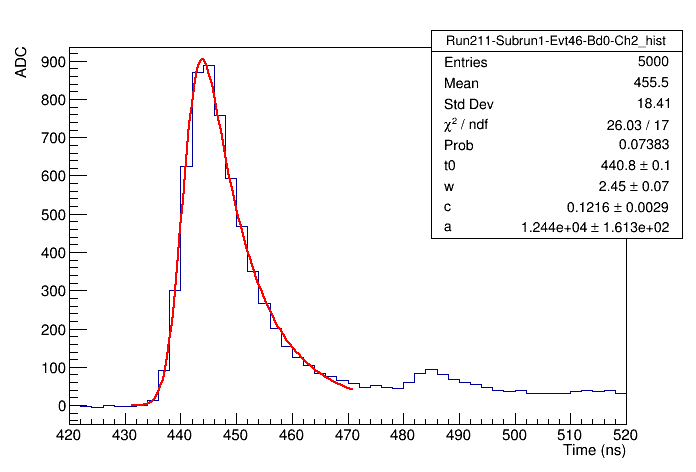 Run211-Subrun1-Evt46-Bd0-Ch2_hist
Entries 5000
Mean 455.5
Std Dev 18.41
χ² / ndf 26.03 / 17
Prob 0.07383
t0 440.8 ± 0.1
w 2.45 ± 0.07
c 0.1216 ± 0.0029
a 1.244e+04 ± 1.613e+02
ADC
900
800
700
600
500
400
300
200
100
0
420 430 440 450 460 470 480 490 500 510 520
Time (ns)